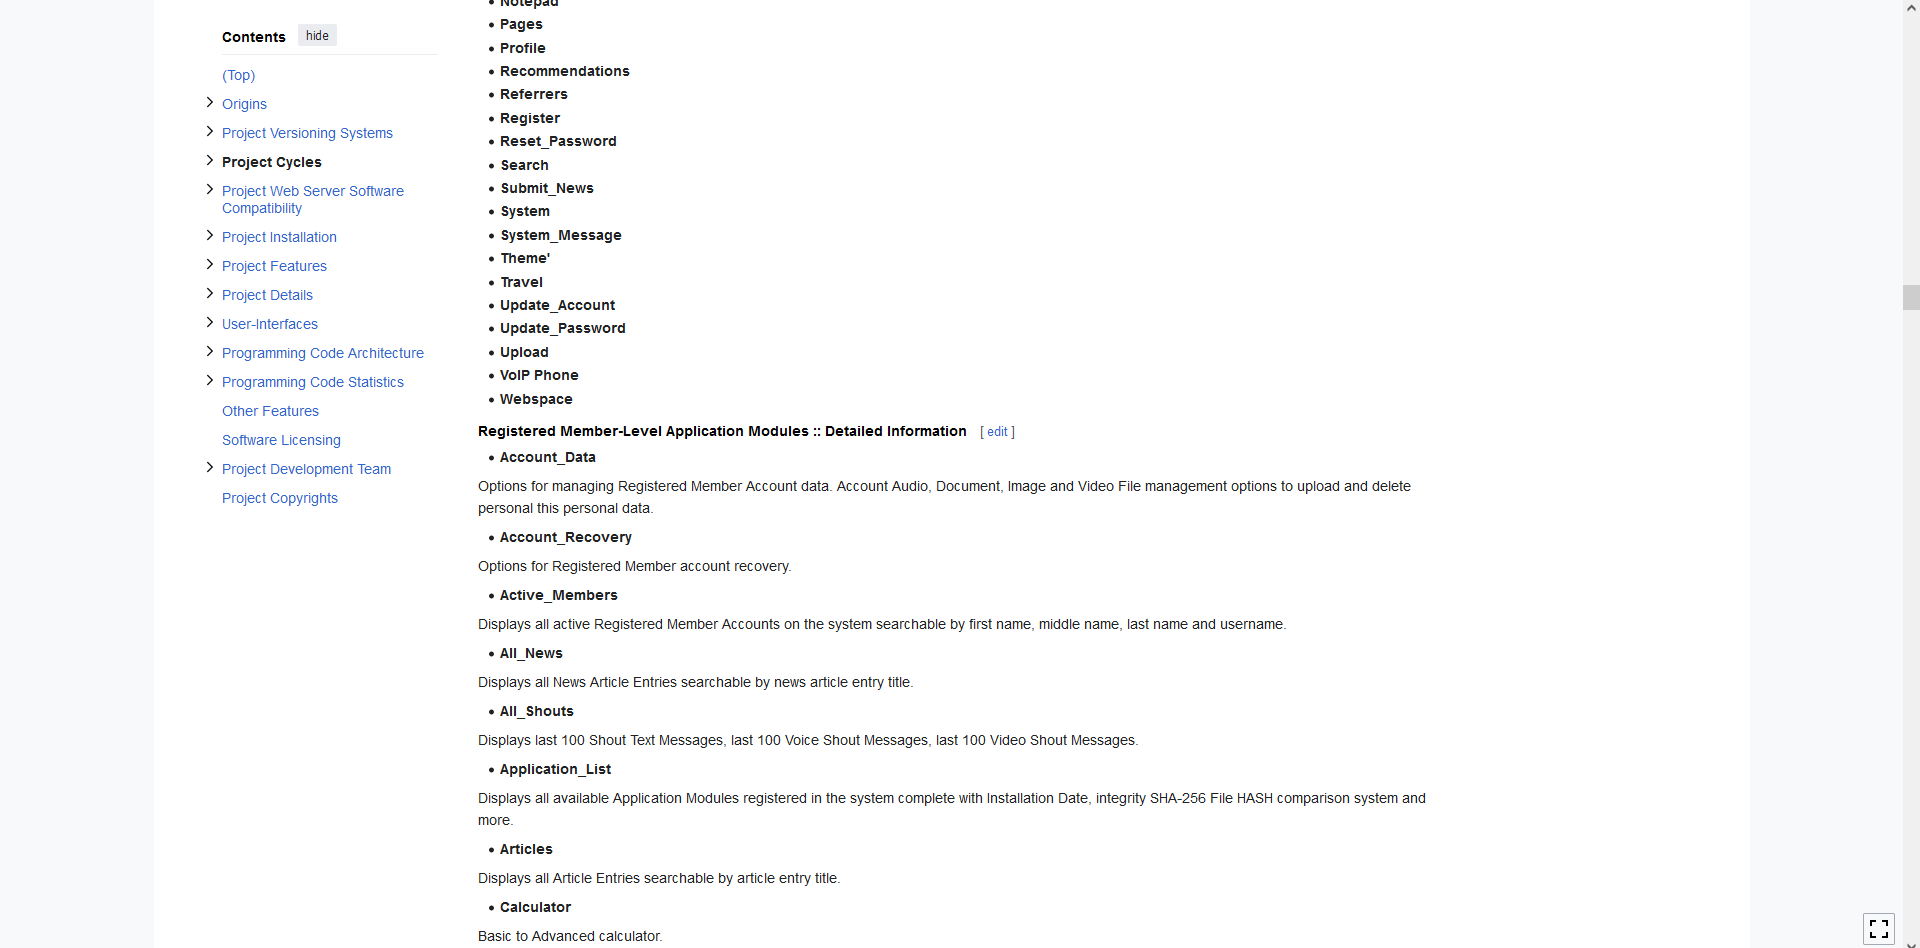 Contents hide
(Top)
Origins
Project Versioning Systems
Project Cycles
Project Web Server Software
Compatibility
Project Installation
Project Features
Project Details
User-Interfaces
Programming Code Architecture
Programming Code Statistics
Other Features
Software Licensing
Project Development Team
Project Copyrights
• Notepad
• Pages
• Profile
• Recommendations
• Referrers
• Register
• Reset_Password
• Search
• Submit_News
• System
• System_Message
• Theme'
• Travel
• Update_Account
• Update_Password
• Upload
• VoIP Phone
• Webspace
Registered Member-Level Application Modules :: Detailed Information [ edit ]
• Account_Data
Options for managing Registered Member Account data. Account Audio, Document, Image and Video File management options to upload and delete
personal this personal data.
• Account_Recovery
Options for Registered Member account recovery.
• Active_Members
Displays all active Registered Member Accounts on the system searchable by first name, middle name, last name and username.
• All_News
Displays all News Article Entries searchable by news article entry title.
• All_Shouts
Displays last 100 Shout Text Messages, last 100 Voice Shout Messages, last 100 Video Shout Messages.
• Application_List
Displays all available Application Modules registered in the system complete with Installation Date, integrity SHA-256 File HASH comparison system and
more.
• Articles
Displays all Article Entries searchable by article entry title.
• Calculator
Basic to Advanced calculator.